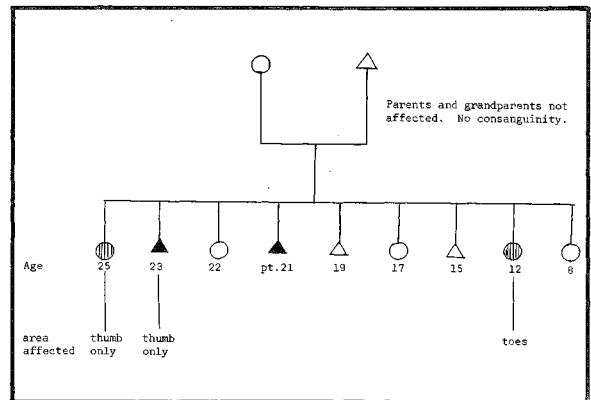 Parents and grandparents not
affected. No consanguinity.
Age 25 23 22 pt.21 19 17 15 12 8
area affected thumb only thumb only toes